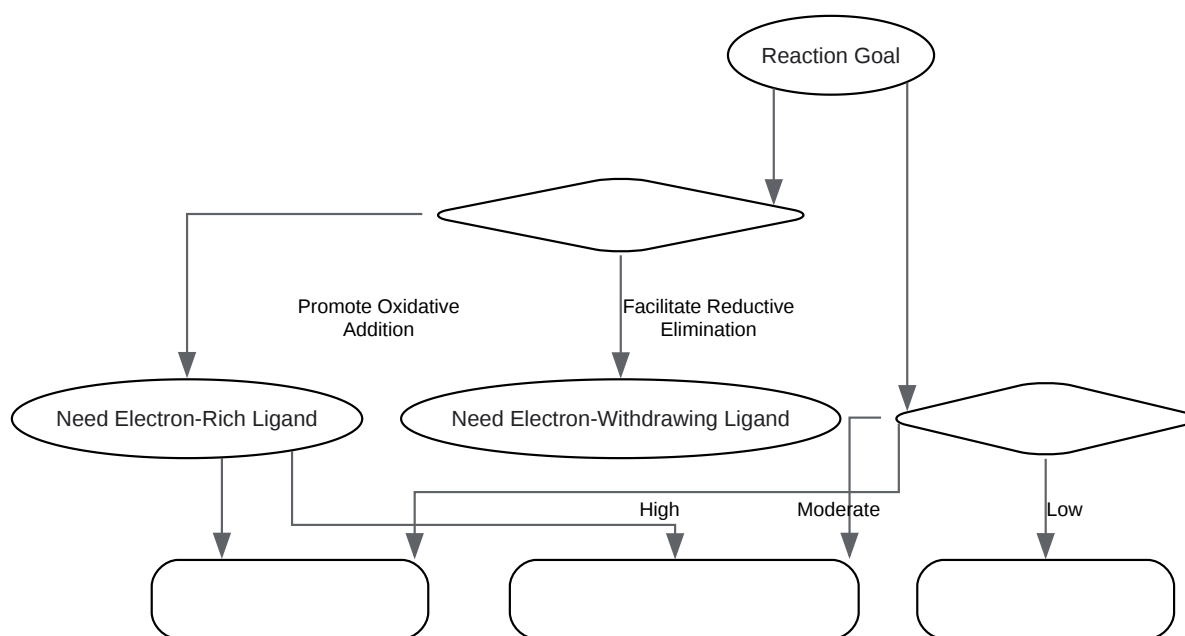 Reaction Goal
Promote Oxidative
Addition
Facilitate Reductive
Elimination
Need Electron-Rich Ligand
Need Electron-Withdrawing Ligand
High
Moderate
Low